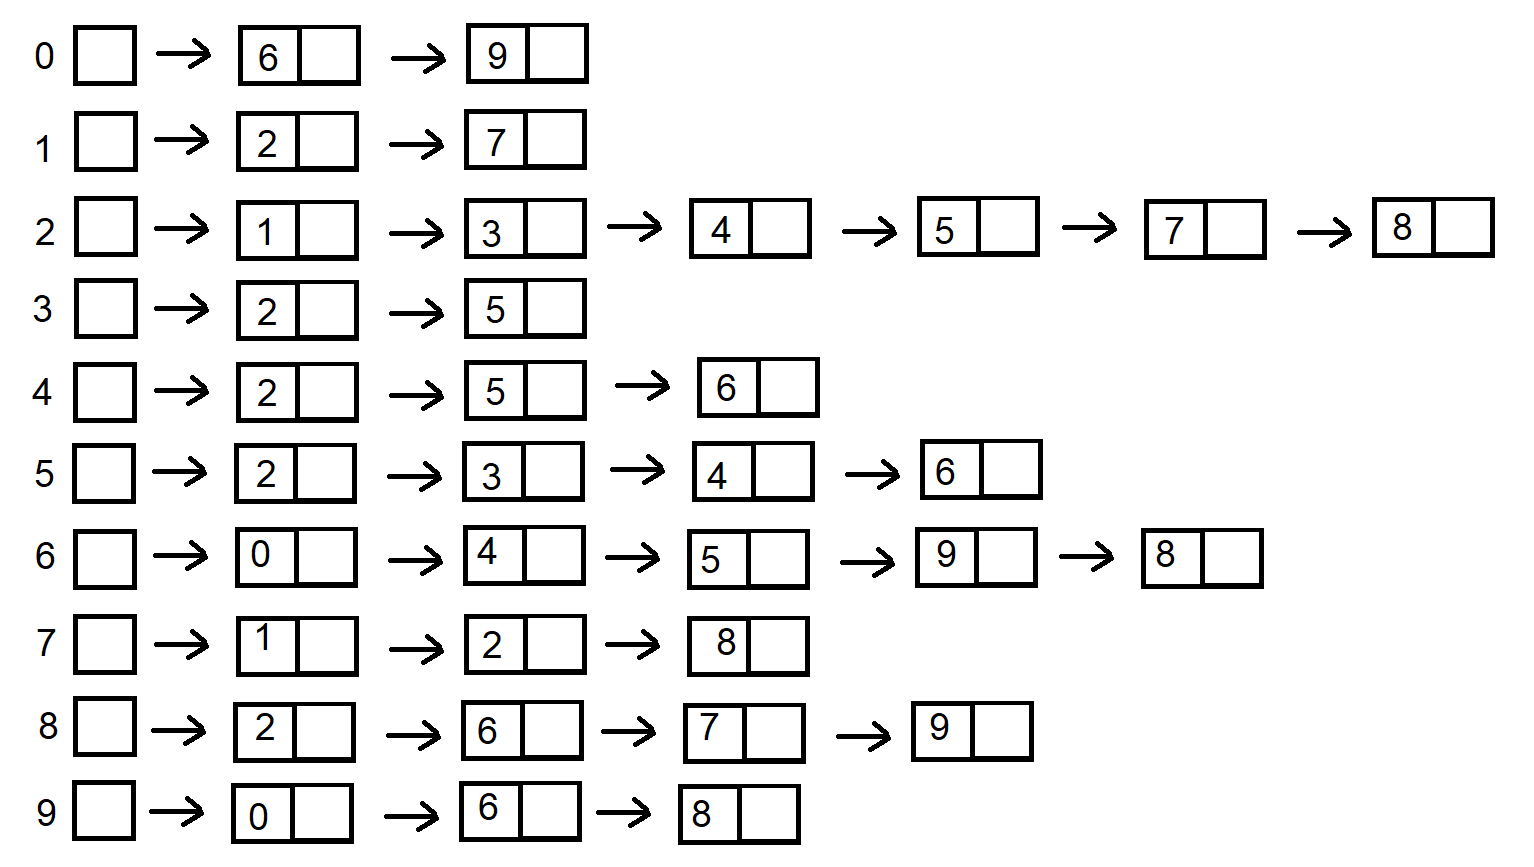 0 6 9
1 2 7
2 1 3 4 5 7 8
3 2 5
4 2 5 6
5 2 3 4 6
6 0 4 5 9 8
7 1 2 8
8 2 6 7 9
9 0 6 8